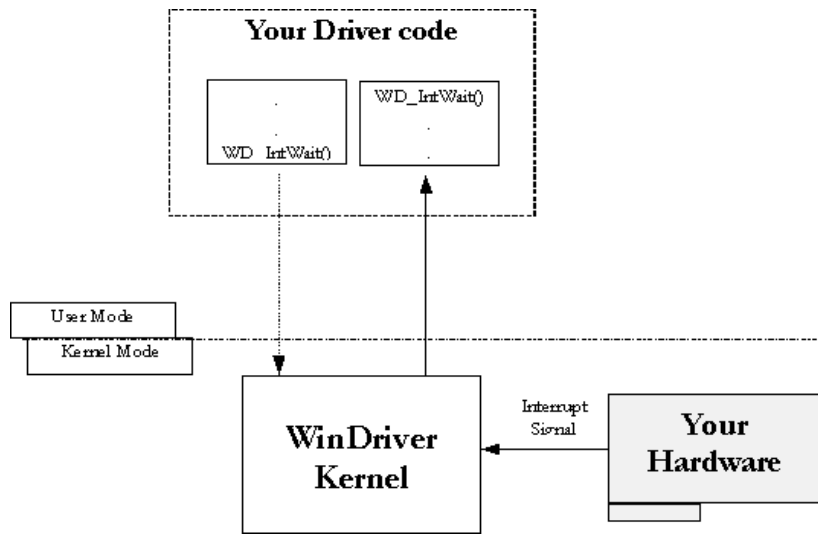 Your Driver code
.
.
WD_IntWait()
WD_IntWait()
.
.
User Mode
Kernel Mode
WinDriver
Kernel
Interrupt
Signal
Your
Hardware